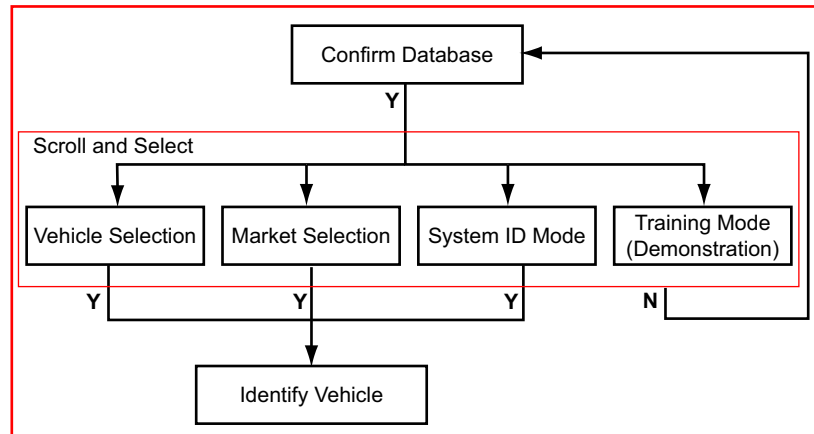 Confirm Database
Y
Scroll and Select
Vehicle Selection
Market Selection
System ID Mode
Training Mode
(Demonstration)
Y
Y
Y
N
Identify Vehicle